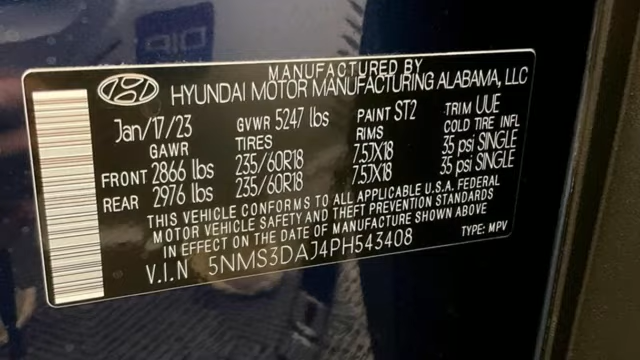 MANUFACTURED BY
HYUNDAI MOTOR MANUFACTURING ALABAMA, LLC
Jan/17/23 GVWR 5247 lbs PAINT ST2 TRIM UUE
GAWR TIRES RIMS COLD TIRE INFL
FRONT 2866 lbs 235/60R18 7.5JX18 35 psi SINGLE
REAR 2976 lbs 235/60R18 7.5JX18 35 psi SINGLE
THIS VEHICLE CONFORMS TO ALL APPLICABLE U.S.A. FEDERAL
MOTOR VEHICLE SAFETY AND THEFT PREVENTION STANDARDS
IN EFFECT ON THE DATE OF MANUFACTURE SHOWN ABOVE
V.I.N 5NMS3DAJ4PH543408 TYPE: MPV